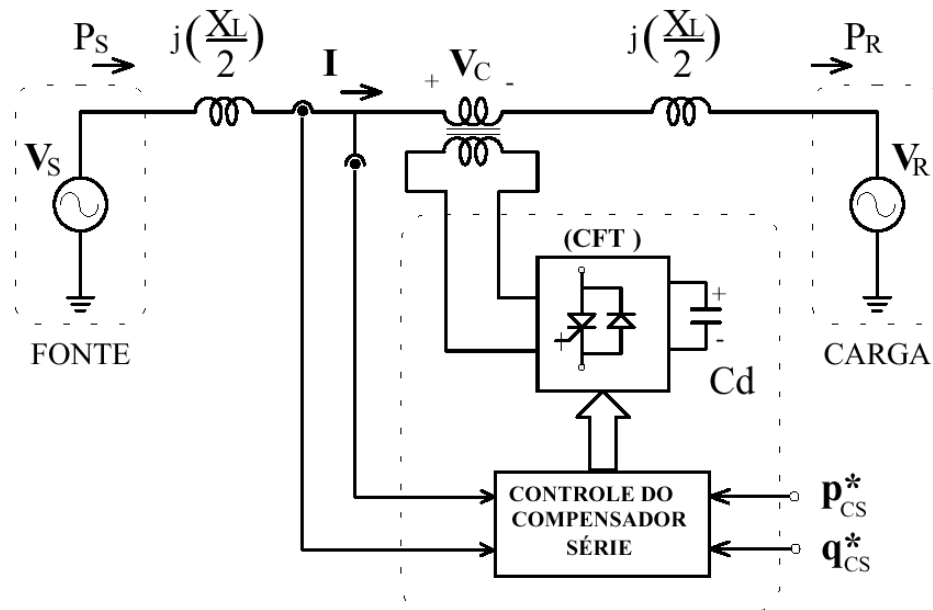 P_S
j(X_L/2)
I
+ V_C -
j(X_L/2)
P_R
V_S
V_R
(CFT )
+
+
-
Cd
FONTE
CARGA
CONTROLE DO
COMPENSADOR
SÉRIE
p*_CS
q*_CS